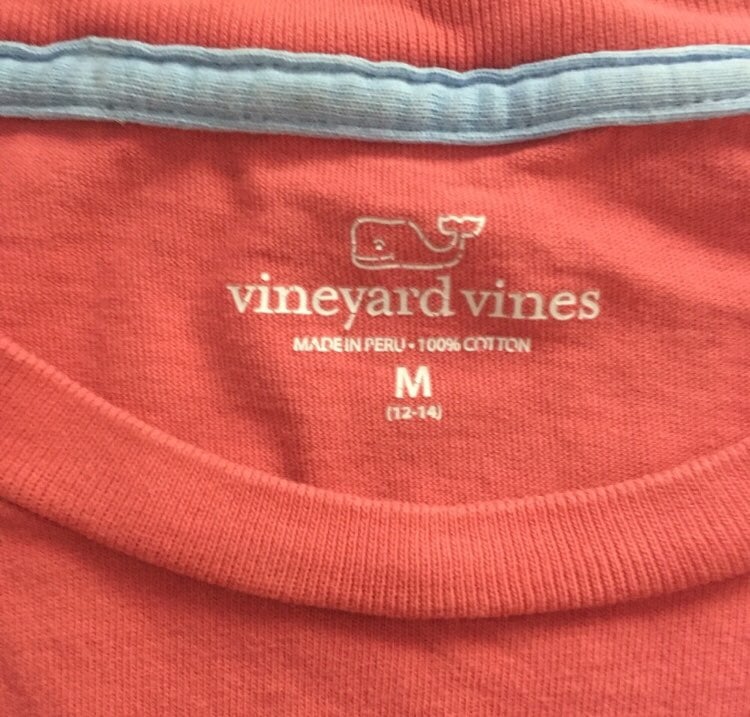 vineyard vines
MADE IN PERU • 100% COTTON
M
(12-14)